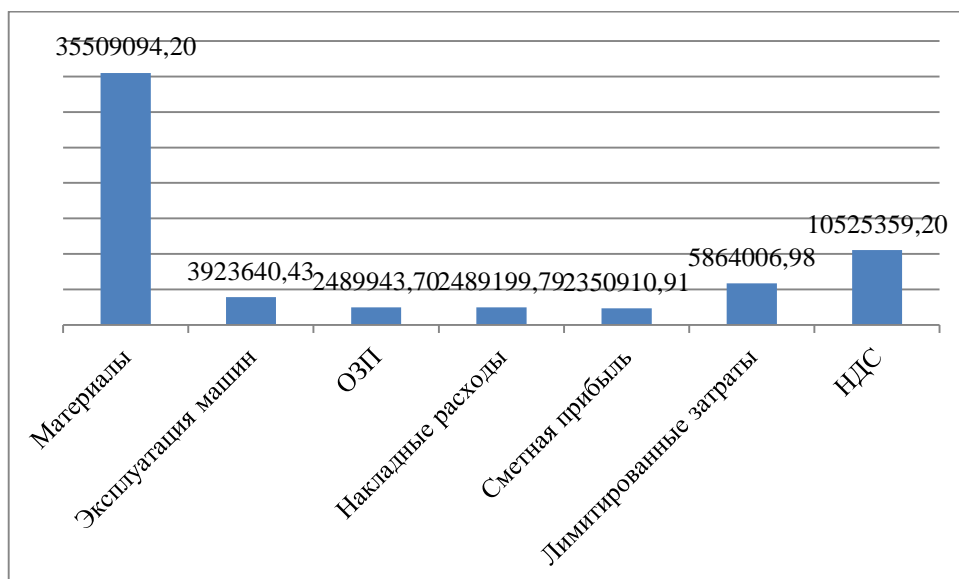 35509094,20
3923640,43
2489943,70
2489199,79
2350910,91
5864006,98
10525359,20
Материалы
Эксплуатация машин
ОЗП
Накладные расходы
Сметная прибыль
Лимитированные затраты
НДС